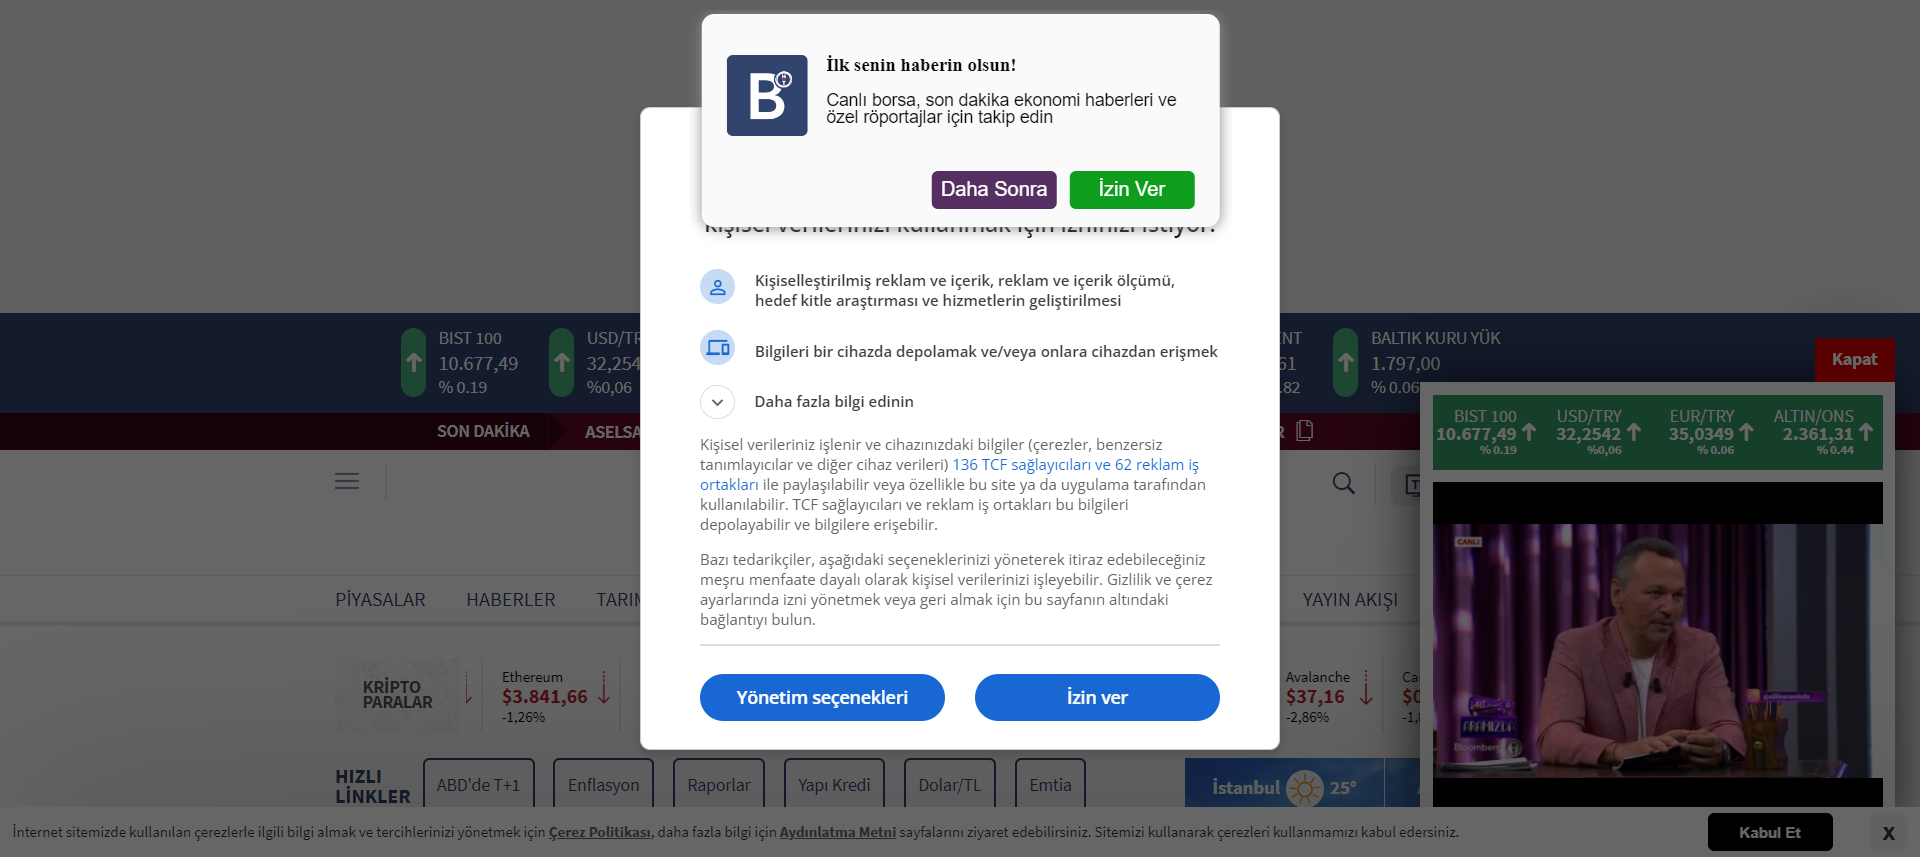 B
İlk senin haberin olsun!
Canlı borsa, son dakika ekonomi haberleri ve
özel röportajlar için takip edin
Daha Sonra
İzin Ver
kişisel verilerinizi kullanmak için izninizi istiyor:
Kişiselleştirilmiş reklam ve içerik, reklam ve içerik ölçümü,
hedef kitle araştırması ve hizmetlerin geliştirilmesi
Bilgileri bir cihazda depolamak ve/veya onlara cihazdan erişmek
Daha fazla bilgi edinin
Kişisel verileriniz işlenir ve cihazınızdaki bilgiler (çerezler, benzersiz
tanımlayıcılar ve diğer cihaz verileri) 136 TCF sağlayıcıları ve 62 reklam iş
ortakları ile paylaşılabilir veya özellikle bu site ya da uygulama tarafından
kullanılabilir. TCF sağlayıcıları ve reklam iş ortakları bu bilgileri
depolayabilir ve bilgilere erişebilir.
Bazı tedarikçiler, aşağıdaki seçeneklerinizi yöneterek itiraz edebileceğiniz
meşru menfaate dayalı olarak kişisel verilerinizi işleyebilir. Gizlilik ve çerez
ayarlarında izni yönetmek veya geri almak için bu sayfanın altındaki
bağlantıyı bulun.
Yönetim seçenekleri
İzin ver
BIST 100
10.677,49
% 0.19
USD/TR
32,254
%0,06
ENT
61
.82
BALTIK KURU YÜK
1.797,00
% 0.06
Kapat
SON DAKİKA
ASELSA
R
BIST 100
10.677,49
% 0.19
USD/TRY
32,2542
%0,06
EUR/TRY
35,0349
% 0.06
ALTIN/ONS
2.361,31
% 0.44
CANLI
ARAMIZDA
Bloomberg
PİYASALAR
HABERLER
TARIM
YAYIN AKIŞI
KRİPTO
PARALAR
Ethereum
$3.841,66
-1,26%
Avalanche
$37,16
-2,86%
Ca
$0
-1,
HIZLI
LİNKLER
ABD'de T+1
Enflasyon
Raporlar
Yapı Kredi
Dolar/TL
Emtia
İstanbul
25°
İnternet sitemizde kullanılan çerezlerle ilgili bilgi almak ve tercihlerinizi yönetmek için Çerez Politikası, daha fazla bilgi için Aydınlatma Metni sayfalarını ziyaret edebilirsiniz. Sitemizi kullanarak çerezleri kullanmamızı kabul edersiniz.
Kabul Et
X